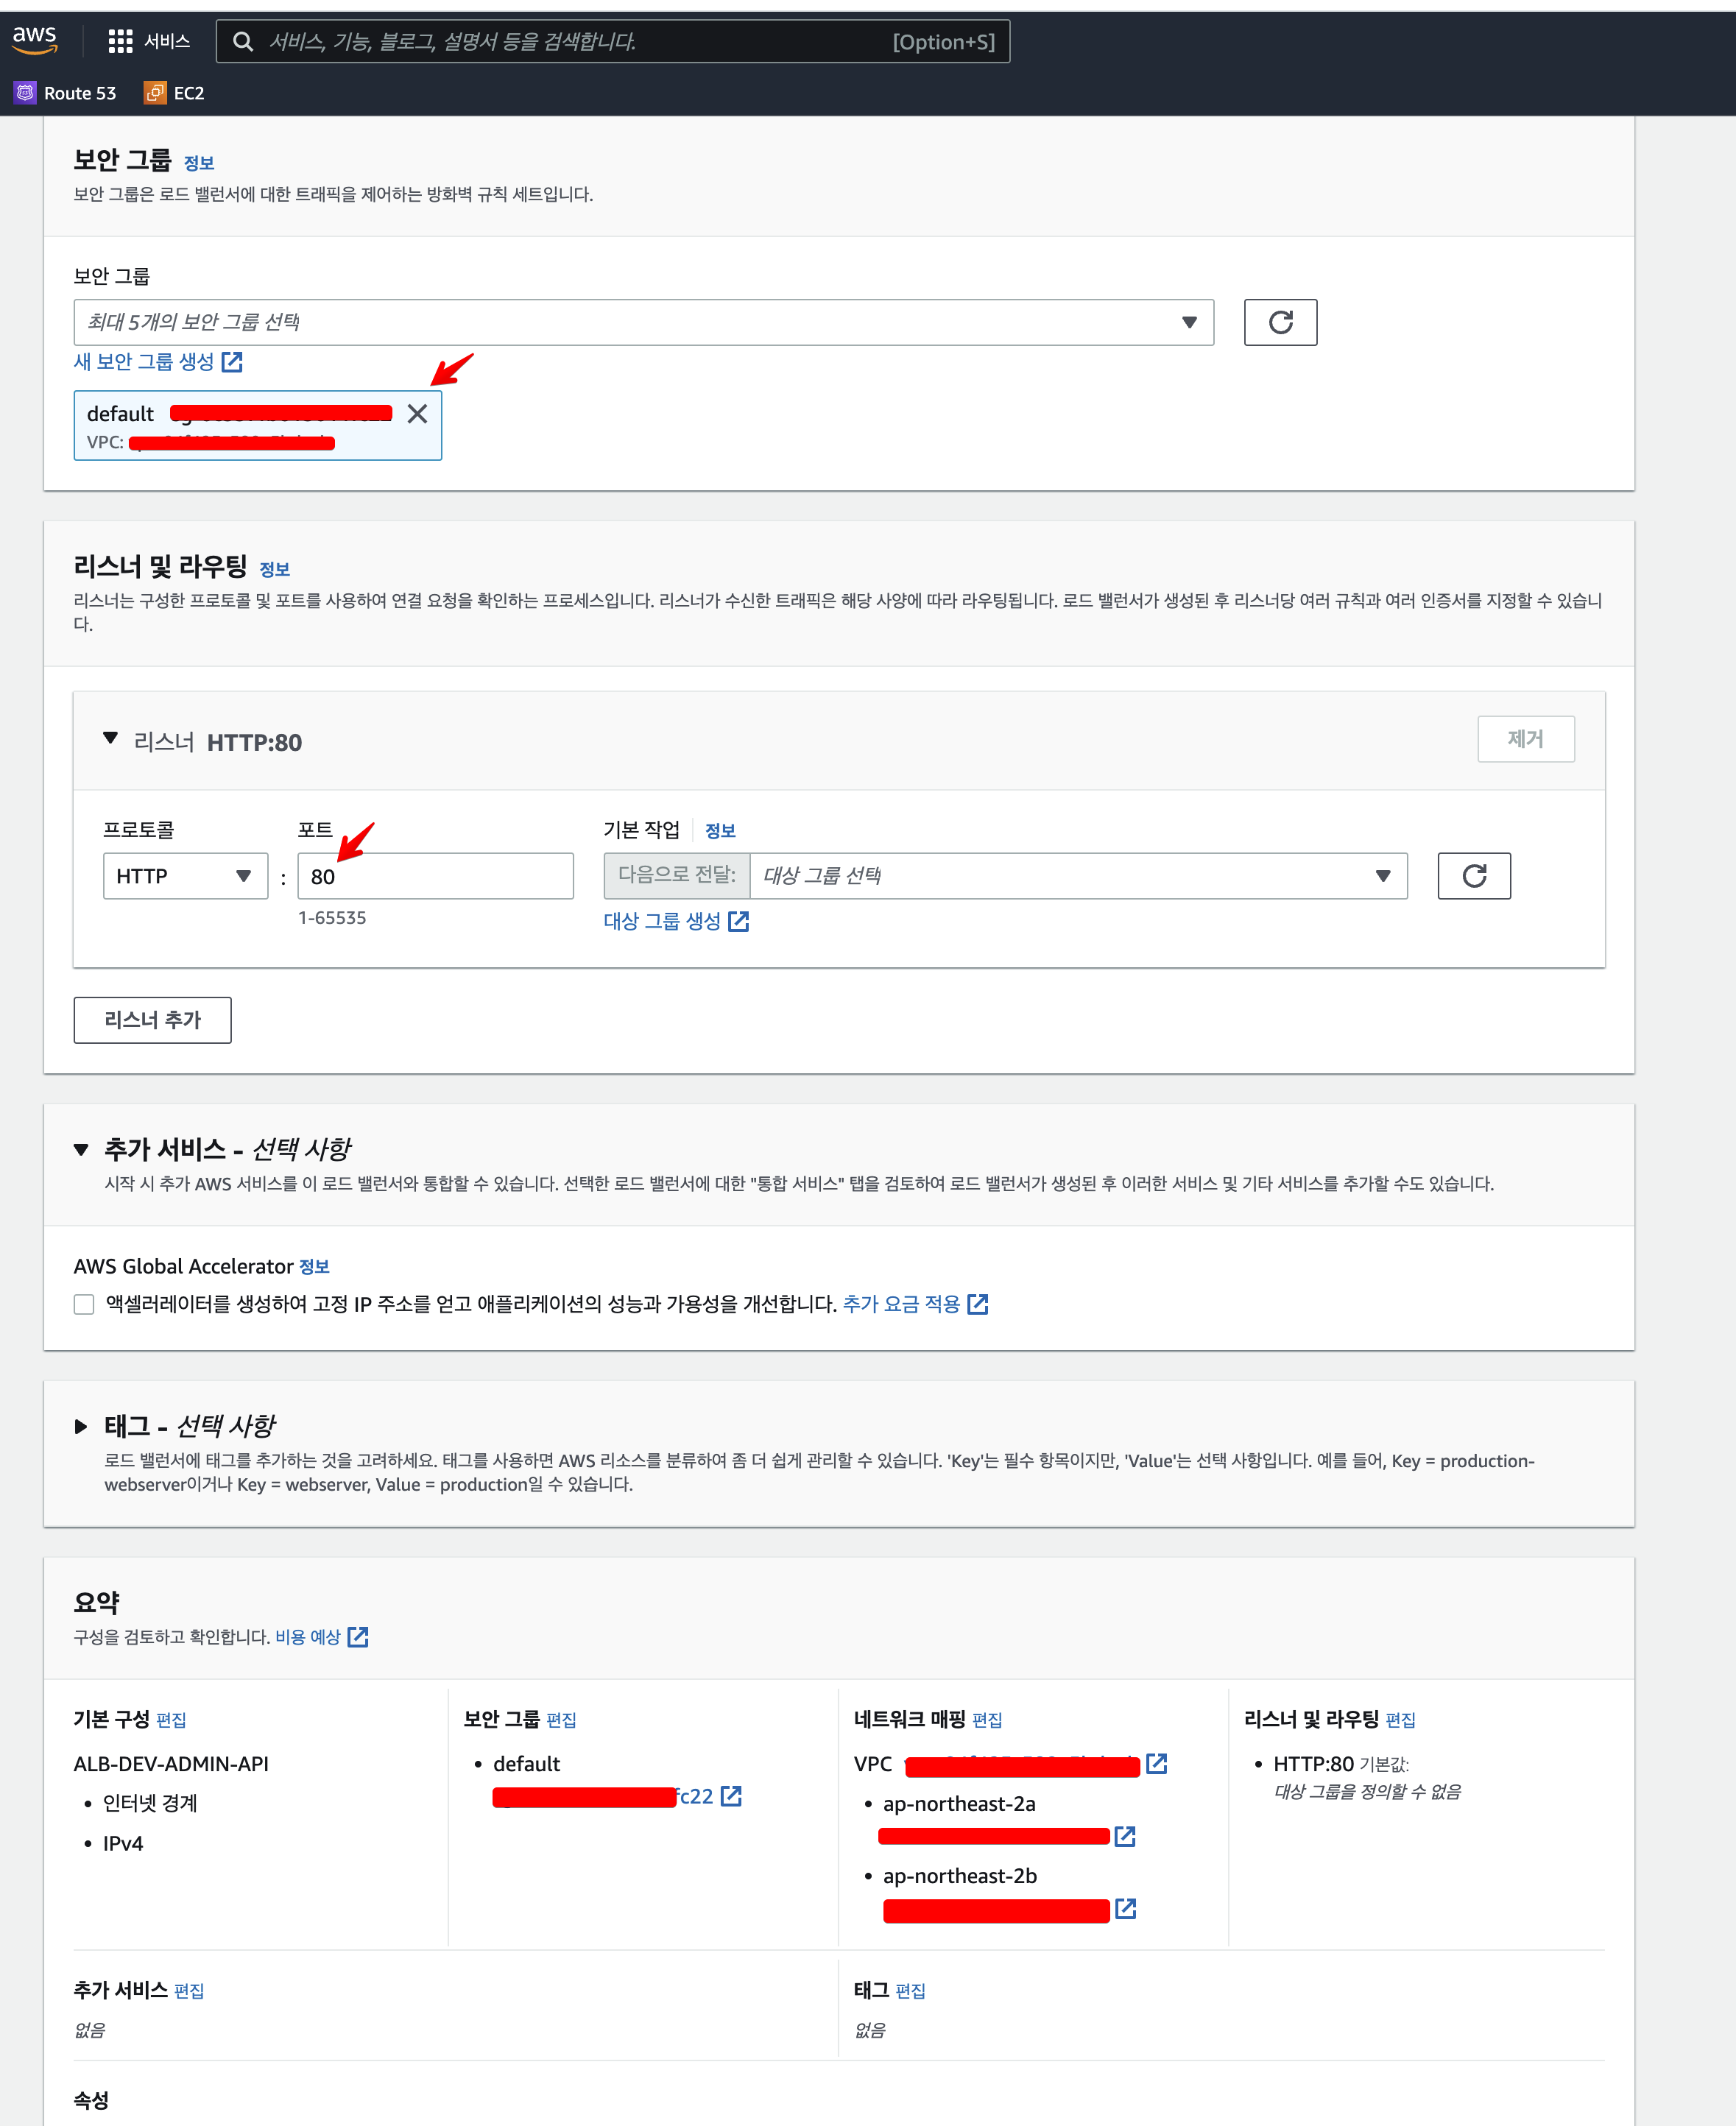 aws
서비스
서비스, 기능, 블로그, 설명서 등을 검색합니다.
[Option+S]
Route 53
EC2
보안 그룹 정보
보안 그룹은 로드 밸런서에 대한 트래픽을 제어하는 방화벽 규칙 세트입니다.
보안 그룹
최대 5개의 보안 그룹 선택
새 보안 그룹 생성
default
VPC:
리스너 및 라우팅 정보
리스너는 구성한 프로토콜 및 포트를 사용하여 연결 요청을 확인하는 프로세스입니다. 리스너가 수신한 트래픽은 해당 사양에 따라 라우팅됩니다. 로드 밸런서가 생성된 후 리스너당 여러 규칙과 여러 인증서를 지정할 수 있습니
다.
리스너 HTTP:80
제거
프로토콜
포트
기본 작업
정보
HTTP
:
80
다음으로 전달:
대상 그룹 선택
1-65535
대상 그룹 생성
리스너 추가
추가 서비스 - 선택 사항
시작 시 추가 AWS 서비스를 이 로드 밸런서와 통합할 수 있습니다. 선택한 로드 밸런서에 대한 "통합 서비스" 탭을 검토하여 로드 밸런서가 생성된 후 이러한 서비스 및 기타 서비스를 추가할 수도 있습니다.
AWS Global Accelerator 정보
액셀러레이터를 생성하여 고정 IP 주소를 얻고 애플리케이션의 성능과 가용성을 개선합니다. 추가 요금 적용
태그 - 선택 사항
로드 밸런서에 태그를 추가하는 것을 고려하세요. 태그를 사용하면 AWS 리소스를 분류하여 좀 더 쉽게 관리할 수 있습니다. 'Key'는 필수 항목이지만, 'Value'는 선택 사항입니다. 예를 들어, Key = production-
webserver이거나 Key = webserver, Value = production일 수 있습니다.
요약
구성을 검토하고 확인합니다. 비용 예상
기본 구성 편집
ALB-DEV-ADMIN-API
인터넷 경계
IPv4
보안 그룹 편집
default
fc22
네트워크 매핑 편집
VPC
ap-northeast-2a
ap-northeast-2b
리스너 및 라우팅 편집
HTTP:80 기본값:
대상 그룹을 정의할 수 없음
추가 서비스 편집
없음
태그 편집
없음
속성